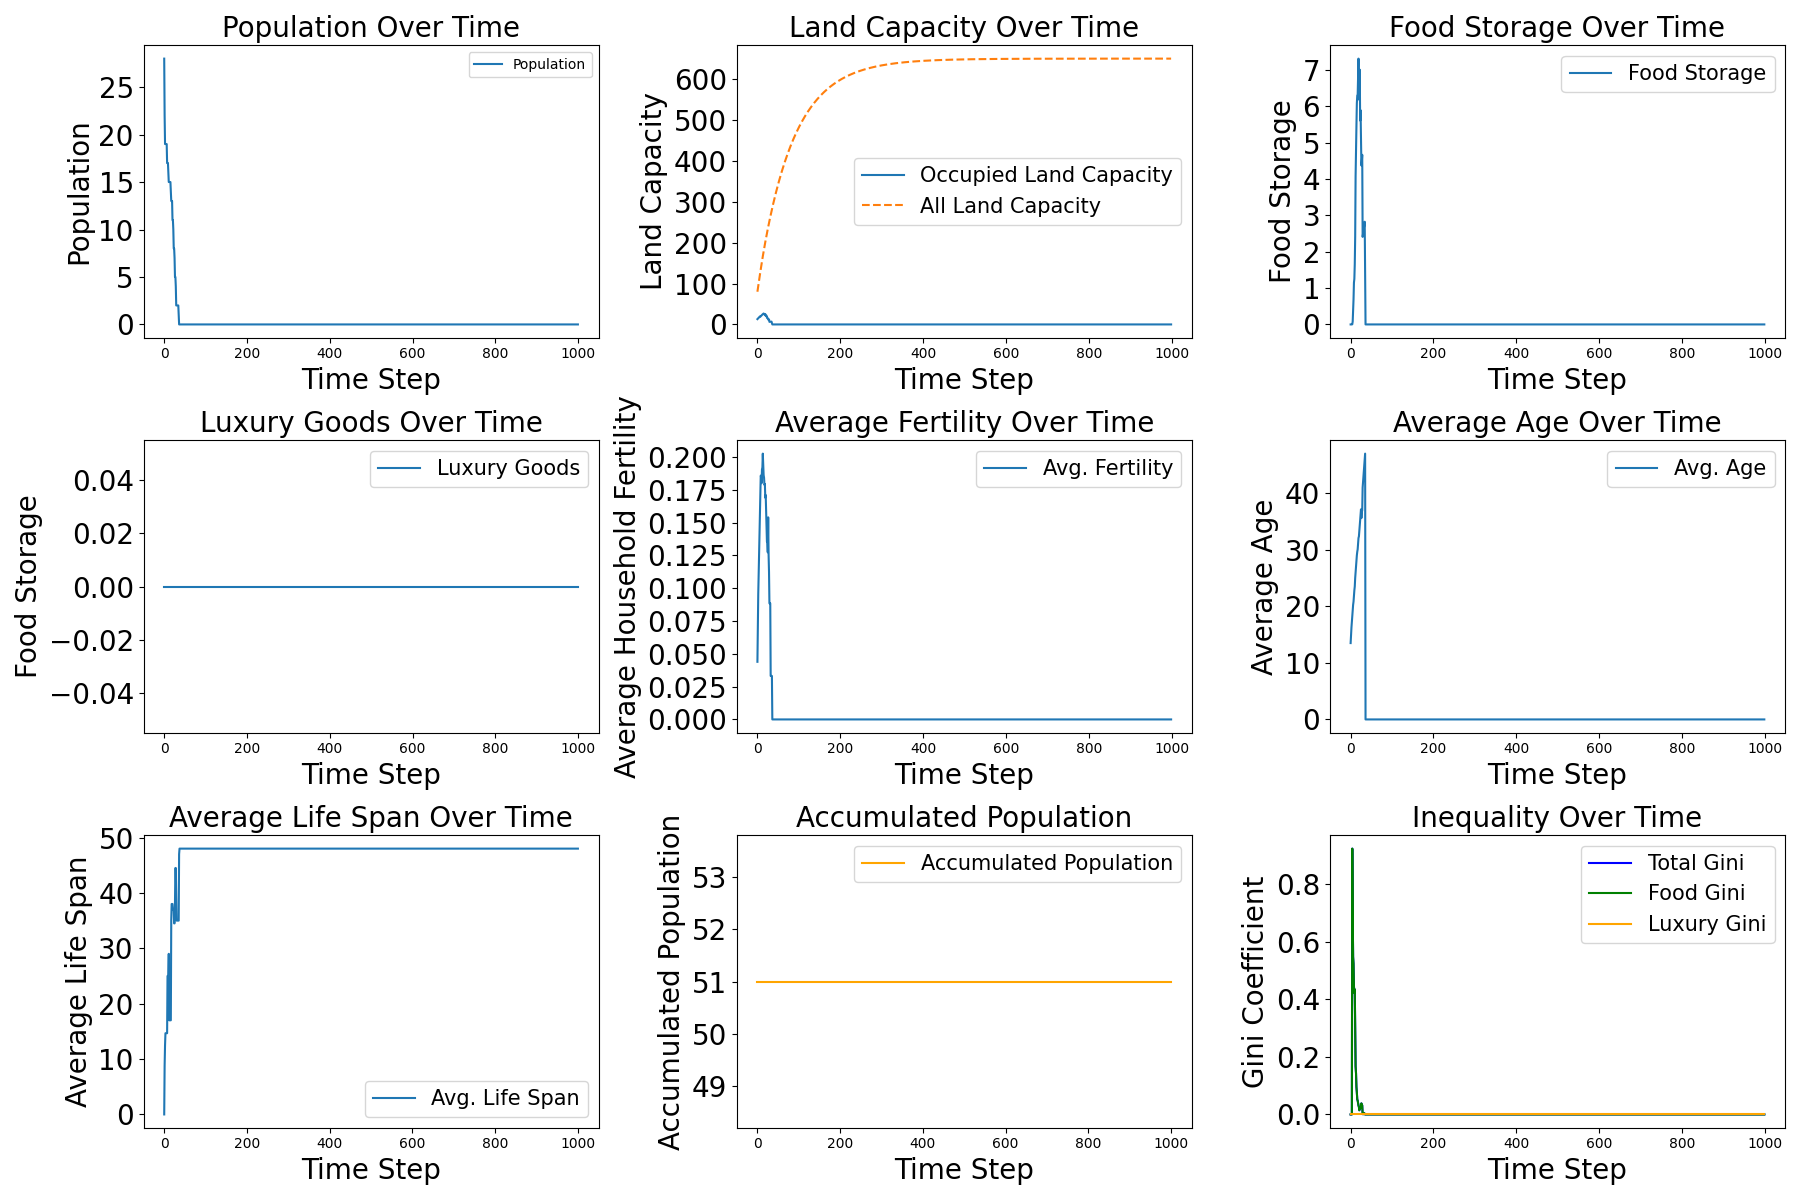 Population Over Time
Population
25
20
15
10
5
0
Population
0 200 400 600 800 1000
Time Step
Land Capacity Over Time
Land Capacity
600
500
400
300
200
100
0
Occupied Land Capacity
All Land Capacity
0 200 400 600 800 1000
Time Step
Food Storage Over Time
Food Storage
7
6
5
4
3
2
1
0
Food Storage
0 200 400 600 800 1000
Time Step
Luxury Goods Over Time
Food Storage
0.04
0.02
0.00
−0.02
−0.04
Luxury Goods
0 200 400 600 800 1000
Time Step
Average Fertility Over Time
Average Household Fertility
0.200
0.175
0.150
0.125
0.100
0.075
0.050
0.025
0.000
Avg. Fertility
0 200 400 600 800 1000
Time Step
Average Age Over Time
Average Age
40
30
20
10
0
Avg. Age
0 200 400 600 800 1000
Time Step
Average Life Span Over Time
Average Life Span
50
40
30
20
10
0
Avg. Life Span
0 200 400 600 800 1000
Time Step
Accumulated Population
Accumulated Population
53
52
51
50
49
Accumulated Population
0 200 400 600 800 1000
Time Step
Inequality Over Time
Gini Coefficient
0.8
0.6
0.4
0.2
0.0
Total Gini
Food Gini
Luxury Gini
0 200 400 600 800 1000
Time Step